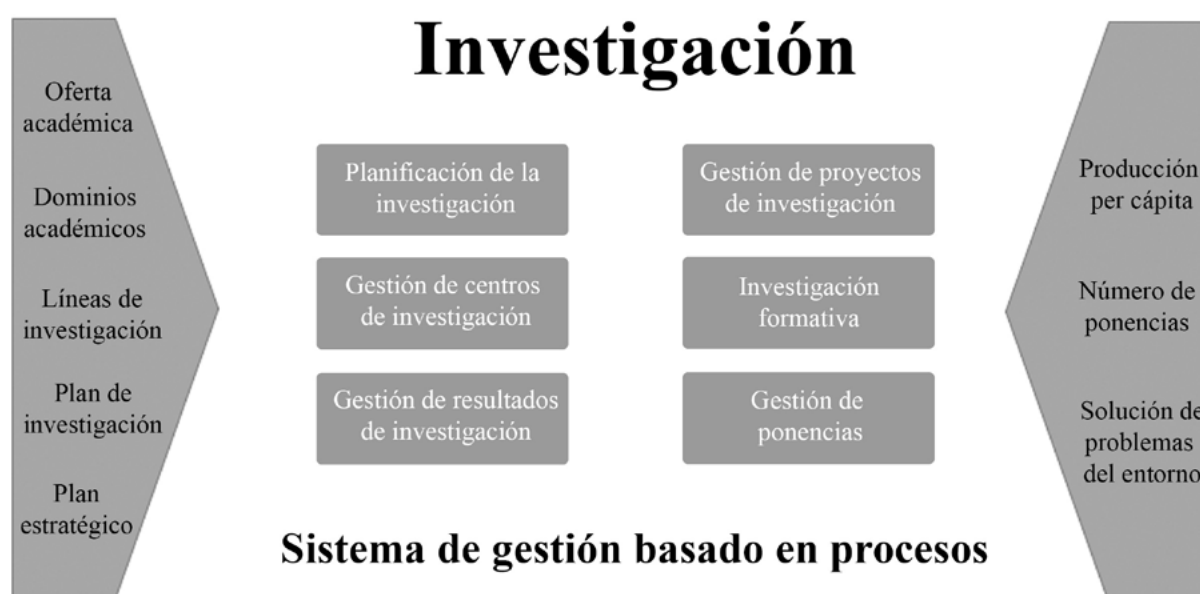 Investigación
Oferta
académica
Dominios
académicos
Líneas de
investigación
Plan de
investigación
Plan
estratégico
Planificación de la
investigación
Gestión de proyectos
de investigación
Gestión de centros
de investigación
Investigación
formativa
Gestión de resultados
de investigación
Gestión de
ponencias
Producción
per cápita
Número de
ponencias
Solución de
problemas
del entorno
Sistema de gestión basado en procesos